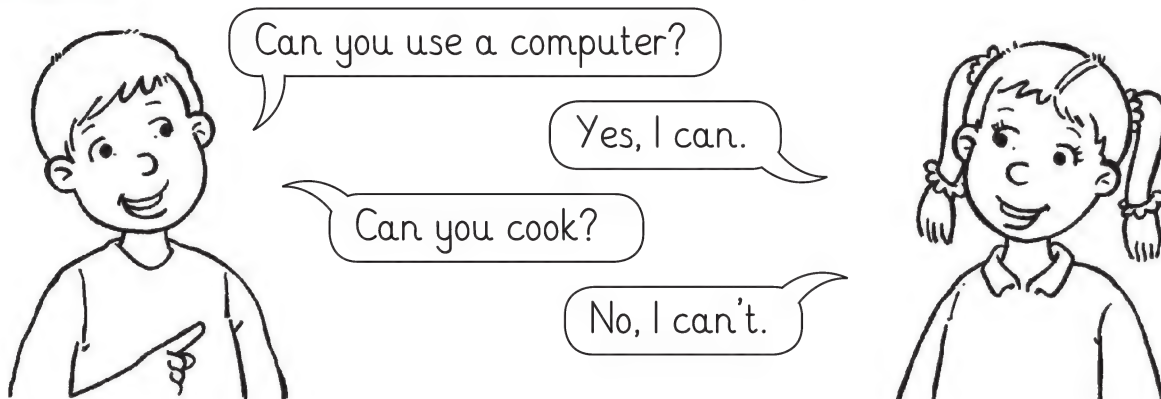 Can you use a computer?
Yes, I can.
Can you cook?
No, I can't.